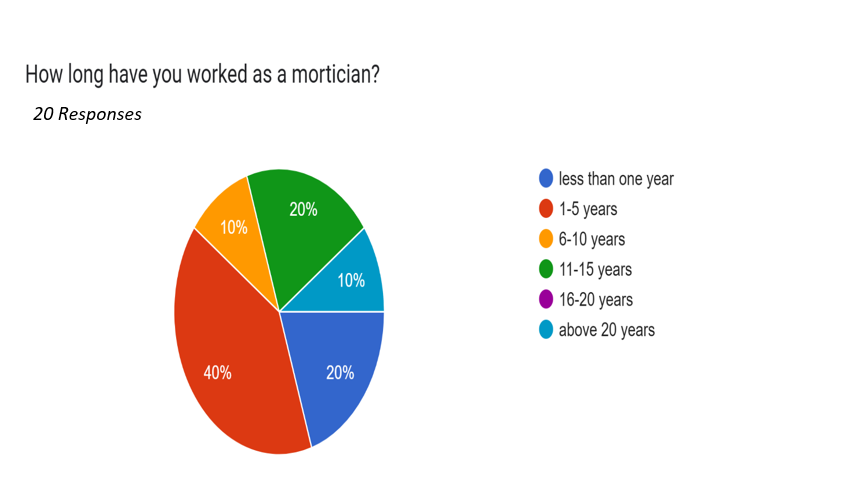 How long have you worked as a mortician?
20 Responses
20%
10%
10%
40%
20%
less than one year
1-5 years
6-10 years
11-15 years
16-20 years
above 20 years